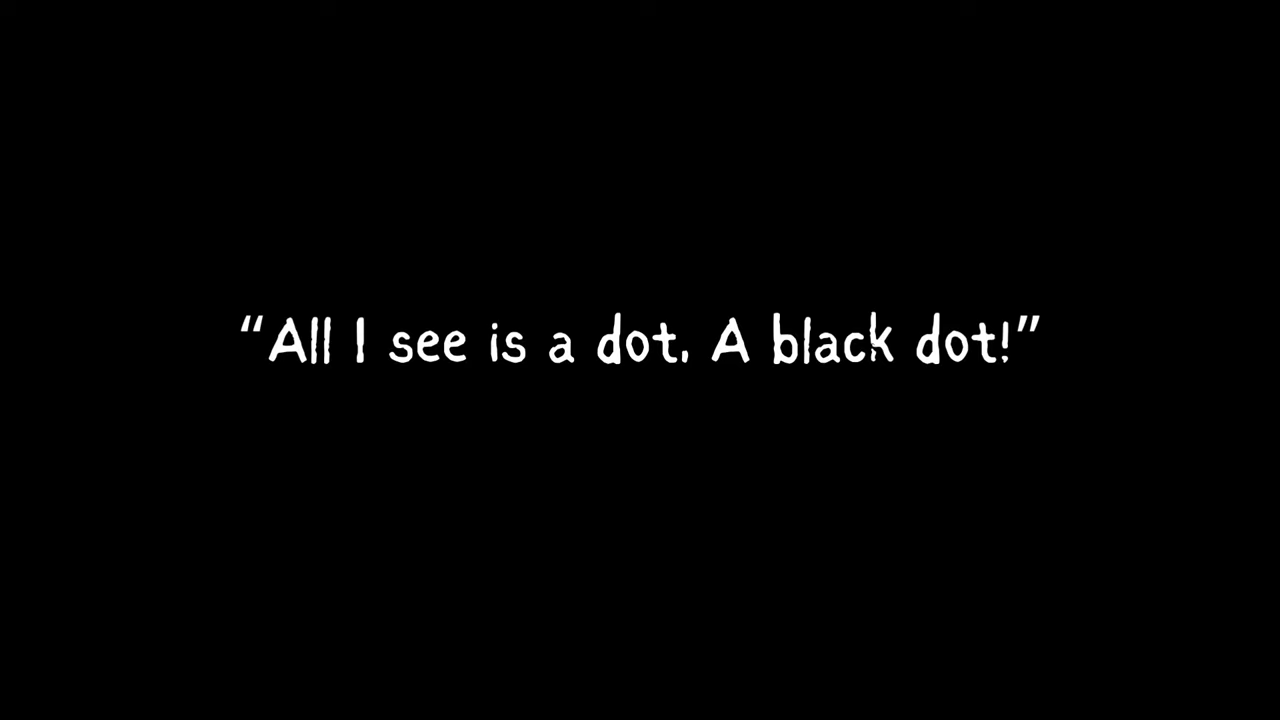 “All I see is a dot. A black dot!”